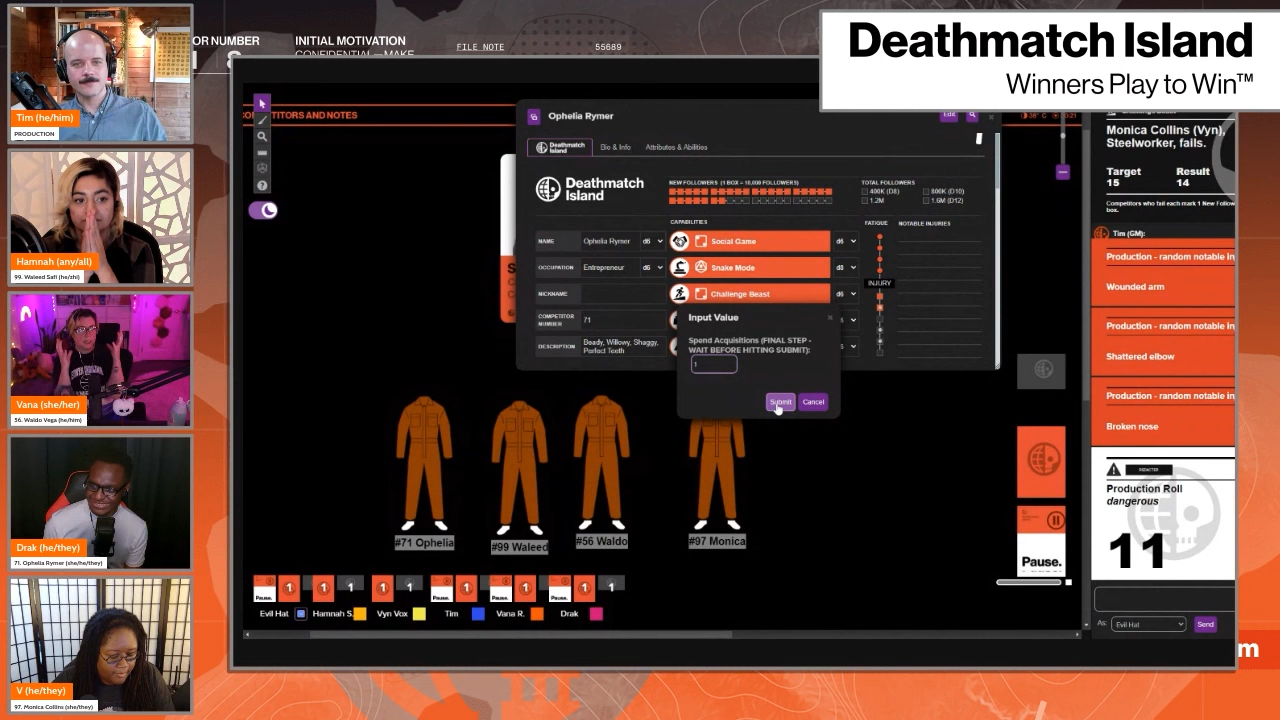 OR NUMBER
INITIAL MOTIVATION
FILE NOTE
55689
CONFIDENTIAL — MAKE
Deathmatch Island
Winners Play to Win™
Tim (he/him)
PRODUCTION
Hamnah (any/all)
99. Waleed Safi (he/zhi)
Vana (she/her)
56. Waldo Vega (he/him)
Drak (he/they)
71. Ophelia Rymer (she/he/they)
V (he/they)
97. Monica Collins (she/they)
ITORS AND NOTES
Ophelia Rymer
Edit
Deathmatch
Island
Bio & Info
Attributes & Abilities
Deathmatch
Island
NEW FOLLOWERS (1 BOX = 10,000 FOLLOWERS)
TOTAL FOLLOWERS
400K (D8)
800K (D10)
1.2M
1.6M (D12)
CAPABILITIES
FATIGUE
NOTABLE INJURIES
NAME
Ophelia Rymer
d6
Social Game
d6
OCCUPATION
Entrepreneur
d6
Snake Mode
d6
INJURY
NICKNAME
Challenge Beast
d6
COMPETITOR
NUMBER
71
DESCRIPTION
Beady, Willowy, Shaggy,
Perfect Teeth
Input Value
Spend Acquisitions (FINAL STEP -
WAIT BEFORE HITTING SUBMIT):
1
Submit
Cancel
#71 Ophelia
#99 Waleed
#56 Waldo
#97 Monica
Pause.
Evil Hat
Hamnah S.
Vyn Vox
Tim
Vana R.
Drak
Monica Collins (Vyn),
Steelworker, fails.
Target
15
Result
14
Competitors who fail each mark 1 New Follow
box.
Tim (GM):
Production - random notable in
Wounded arm
Production - random notable in
Shattered elbow
Production - random notable in
Broken nose
REDACTED
Production Roll
dangerous
11
As:
Evil Hat
Send
m